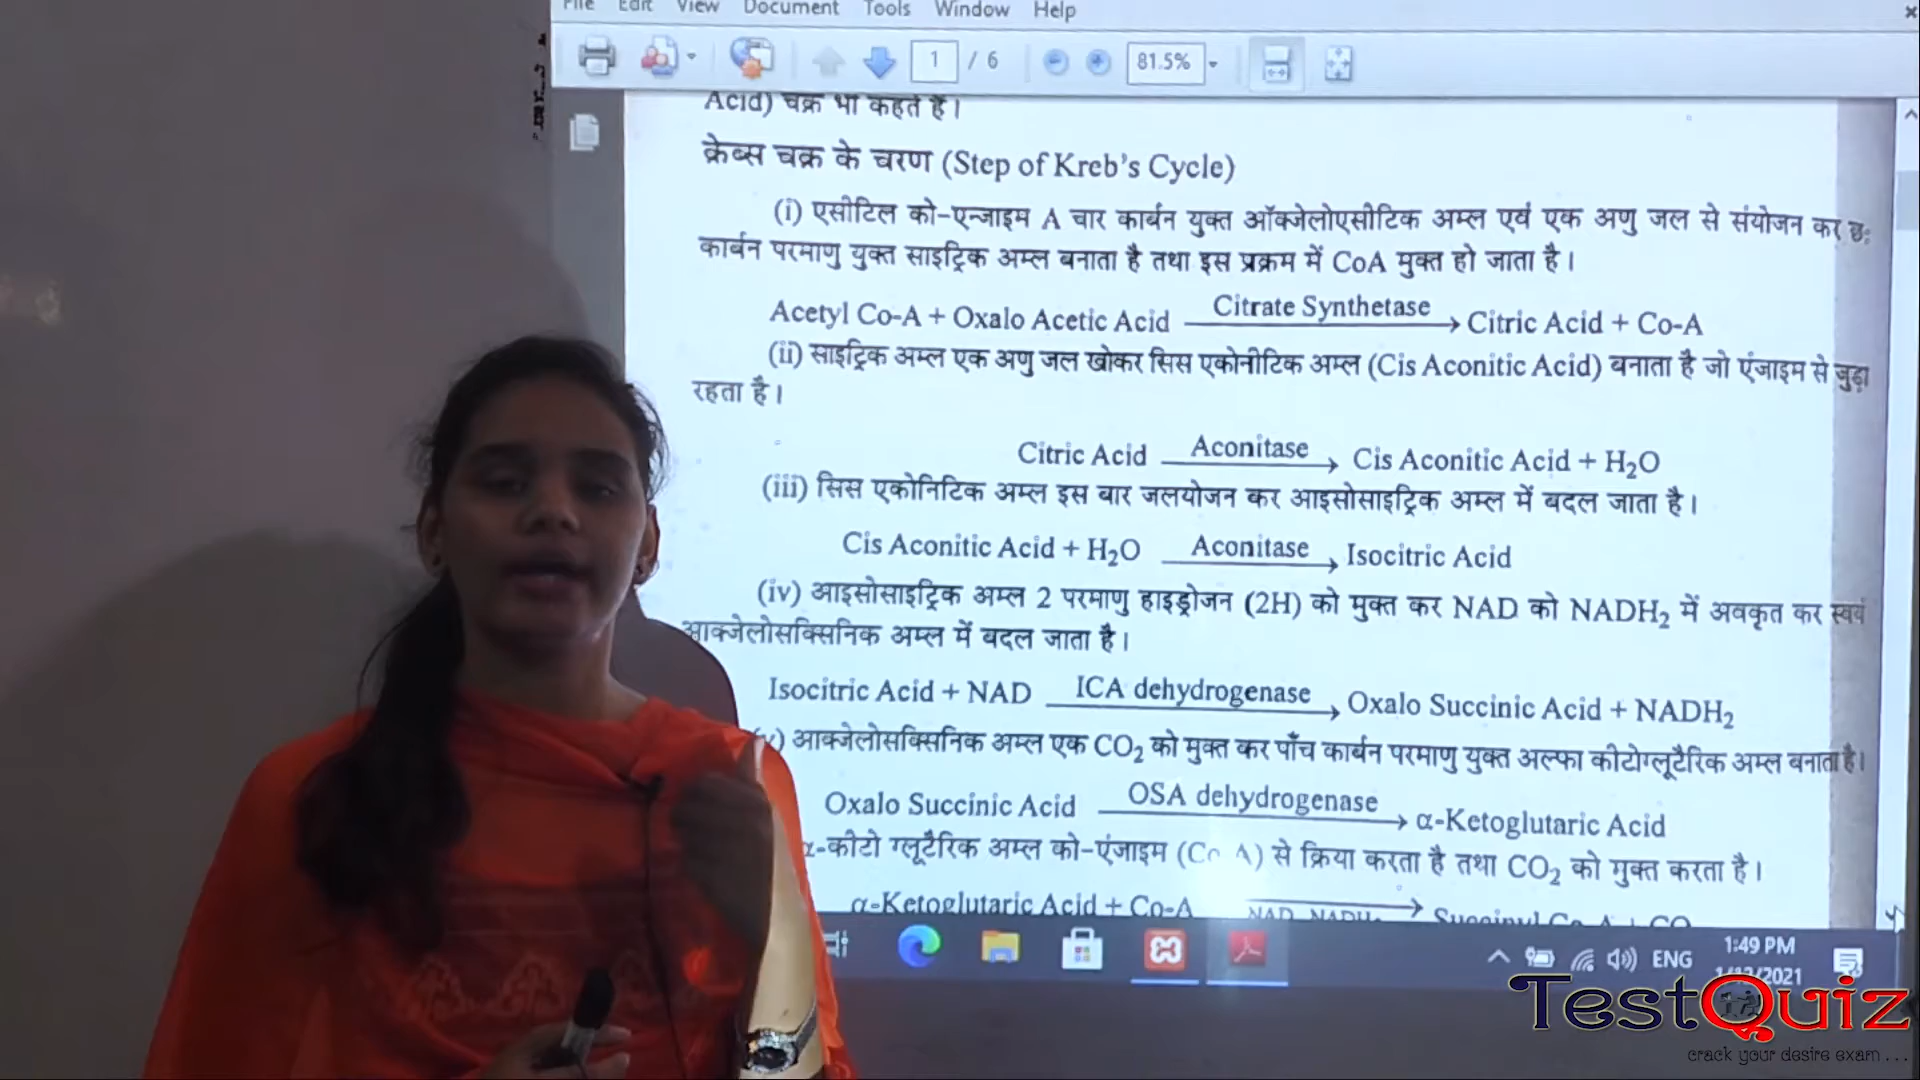 File Edit View Document Tools Window Help
1 / 6 81.5%
Acid) चक्र भी कहते हैं।
क्रेब्स चक्र के चरण (Step of Kreb's Cycle)
(i) एसीटिल को-एन्जाइम A चार कार्बन युक्त ऑक्जेलोएसीटिक अम्ल एवं एक अणु जल से संयोजन कर छः
कार्बन परमाणु युक्त साइट्रिक अम्ल बनाता है तथा इस प्रक्रम में CoA मुक्त हो जाता है।
Citrate Synthetase
Acetyl Co-A + Oxalo Acetic Acid → Citric Acid + Co-A
(ii) साइट्रिक अम्ल एक अणु जल खोकर सिस एकोनीटिक अम्ल (Cis Aconitic Acid) बनाता है जो एंजाइम से जुड़ा
रहता है।
Aconitase
Citric Acid → Cis Aconitic Acid + H₂O
(iii) सिस एकोनिटिक अम्ल इस बार जलयोजन कर आइसोसाइट्रिक अम्ल में बदल जाता है।
Aconitase
Cis Aconitic Acid + H₂O → Isocitric Acid
(iv) आइसोसाइट्रिक अम्ल 2 परमाणु हाइड्रोजन (2H) को मुक्त कर NAD को NADH₂ में अवकृत कर स्वयं
आक्जेलोसक्सिनिक अम्ल में बदल जाता है।
ICA dehydrogenase
Isocitric Acid + NAD → Oxalo Succinic Acid + NADH₂
आक्जेलोसक्सिनिक अम्ल एक CO₂ को मुक्त कर पाँच कार्बन परमाणु युक्त अल्फा कीटोग्लूटैरिक अम्ल बनाता है।
OSA dehydrogenase
Oxalo Succinic Acid → α-Ketoglutaric Acid
α-कीटो ग्लूटैरिक अम्ल को-एंजाइम (Co A) से क्रिया करता है तथा CO₂ को मुक्त करता है।
α-Ketoglutaric Acid + Co-A →
ENG 1:49 PM
TestQuiz
crack your desire exam ...